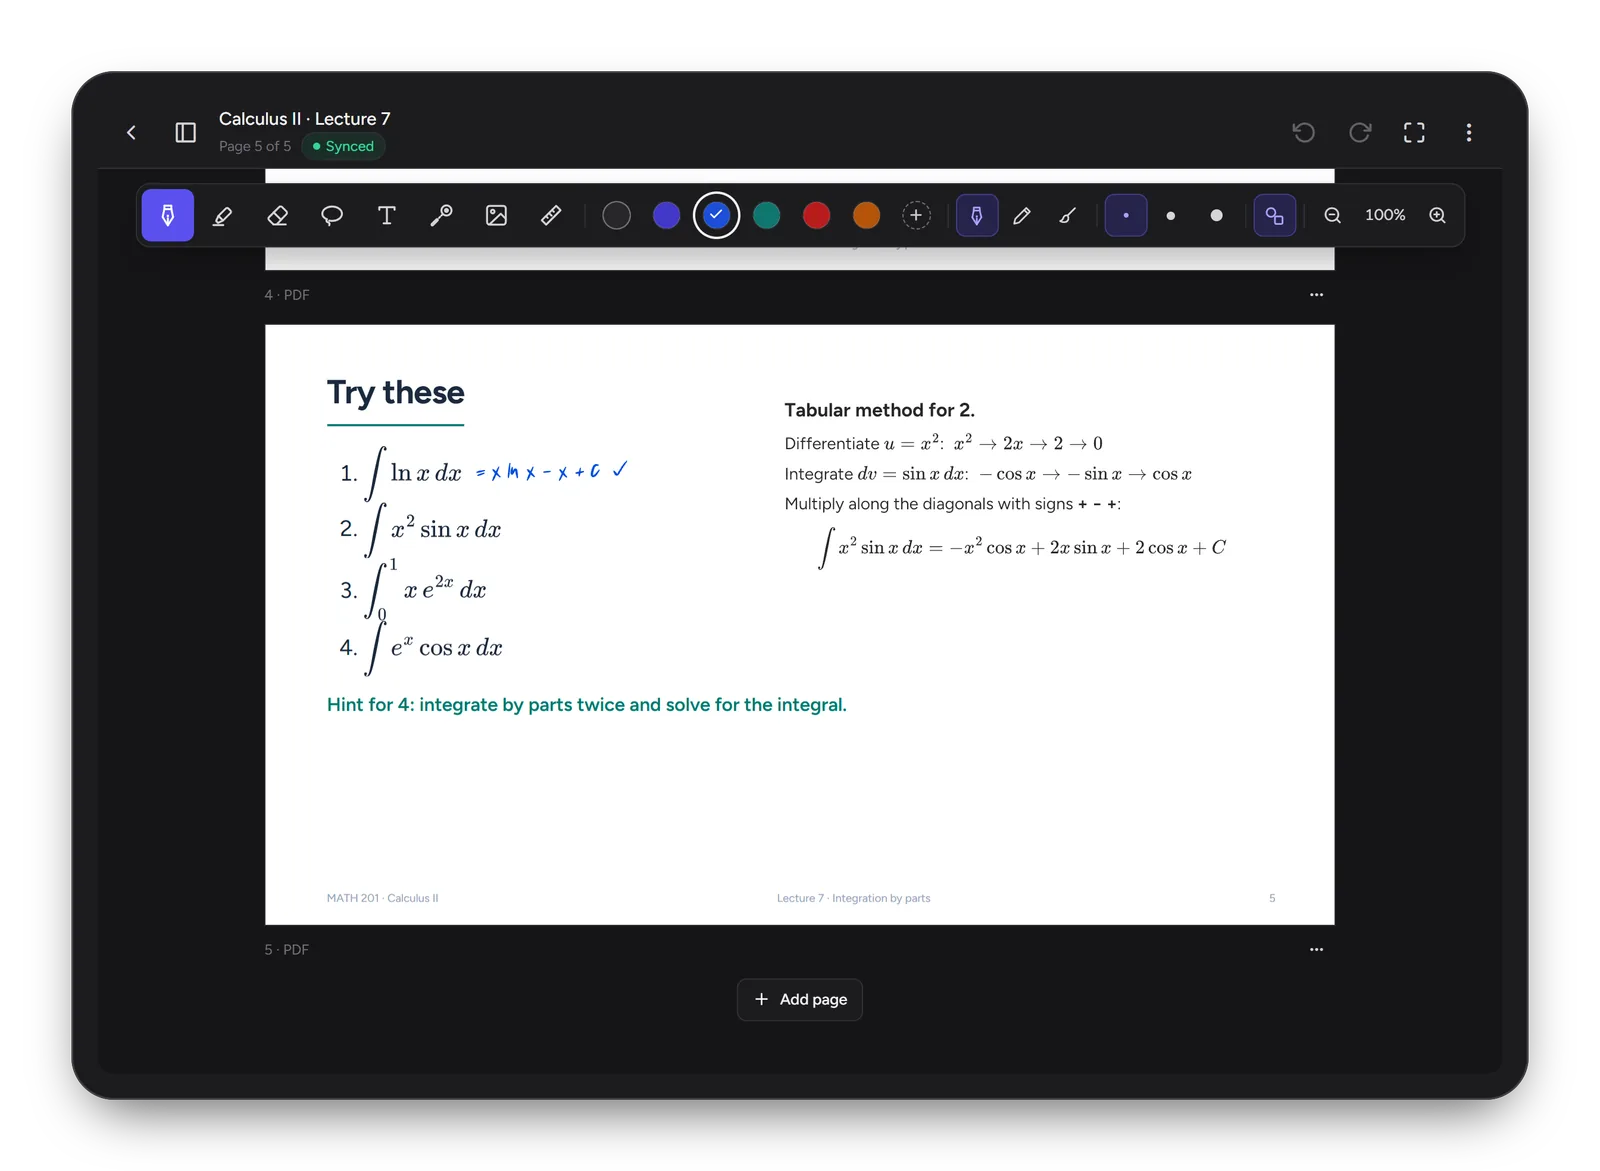 Calculus II · Lecture 7
Page 5 of 5
Synced
100%
4 · PDF
Try these
1. ∫ ln x dx = x ln x − x + C ✓
2. ∫ x² sin x dx
3. ∫₀¹ x e²ˣ dx
4. ∫ eˣ cos x dx
Hint for 4: integrate by parts twice and solve for the integral.
Tabular method for 2.
Differentiate u = x²: x² → 2x → 2 → 0
Integrate dv = sin x dx: − cos x → − sin x → cos x
Multiply along the diagonals with signs + - +:
∫ x² sin x dx = −x² cos x + 2x sin x + 2 cos x + C
MATH 201 · Calculus II
Lecture 7 · Integration by parts
5
5 · PDF
Add page